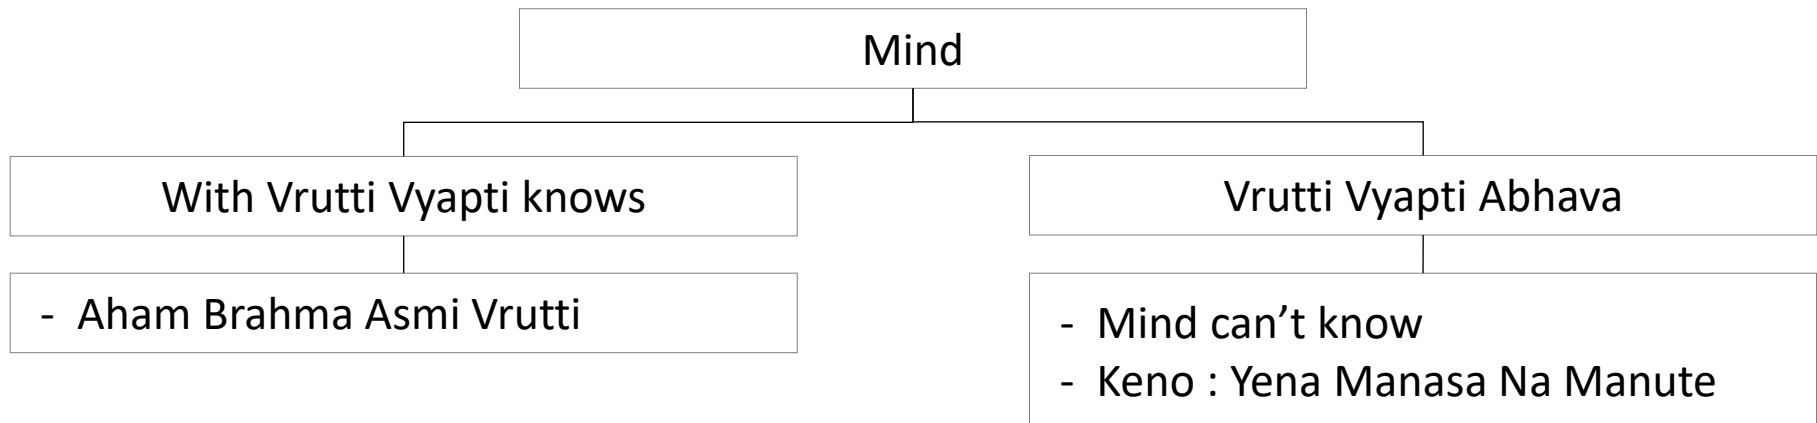 Mind
With Vrutti Vyapti knows
- Aham Brahma Asmi Vrutti
Vrutti Vyapti Abhava
- Mind can’t know
- Keno : Yena Manasa Na Manute